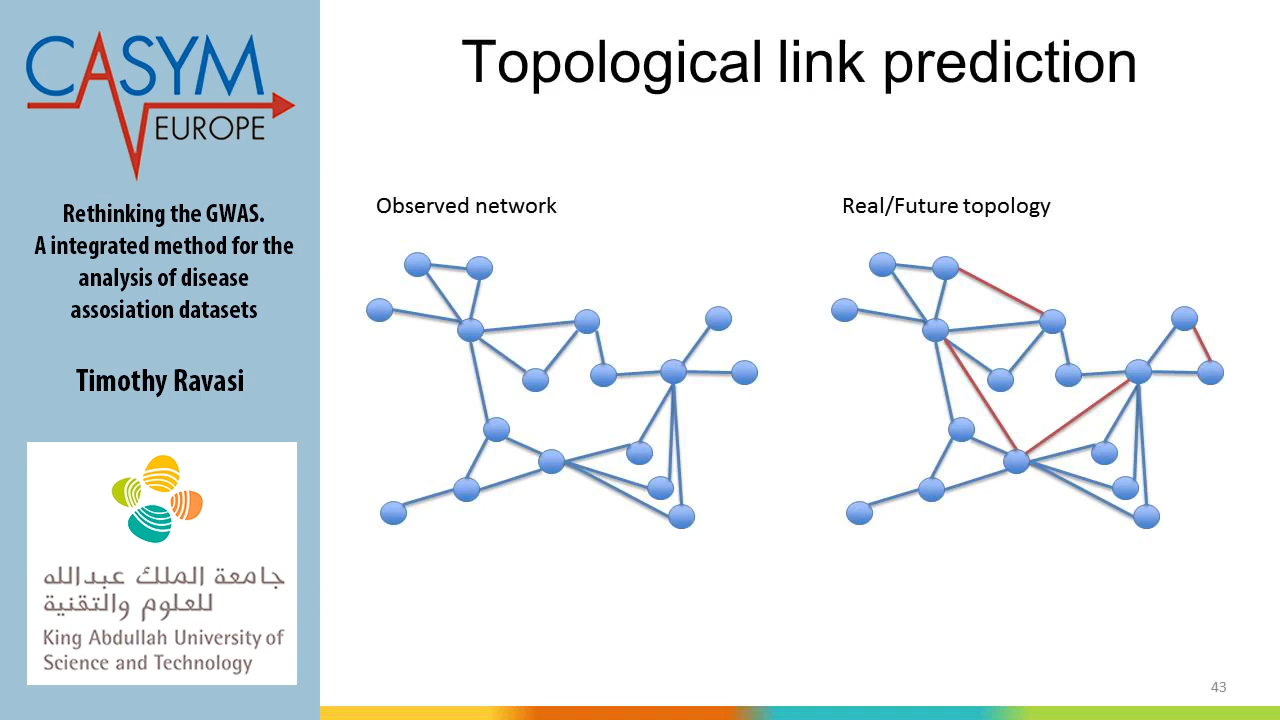 CASYM
EUROPE
Rethinking the GWAS.
A integrated method for the
analysis of disease
assosiation datasets
Timothy Ravasi
جامعة الملك عبدالله
للعلوم والتقنية
King Abdullah University of
Science and Technology
Topological link prediction
Observed network
Real/Future topology
43